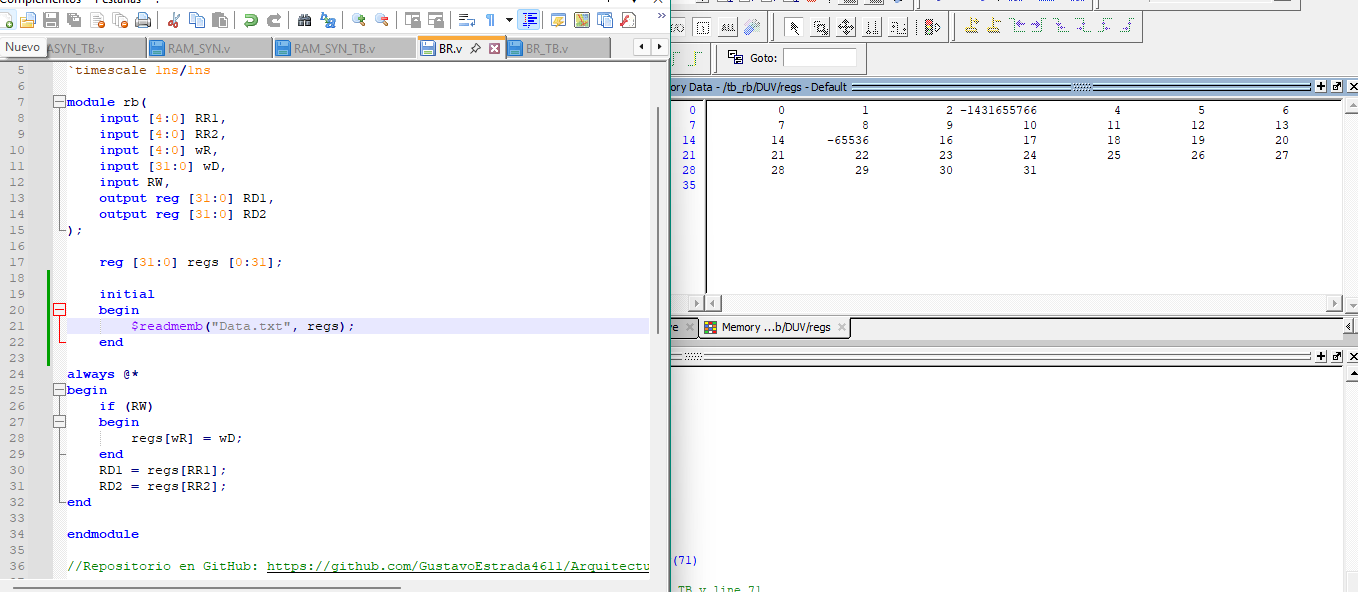 Complementos Pestañas ?
Nuevo ASYN_TB.v RAM_SYN.v RAM_SYN_TB.v BR.v BR_TB.v
5 `timescale 1ns/1ns
6
7 module rb(
8 input [4:0] RR1,
9 input [4:0] RR2,
10 input [4:0] wR,
11 input [31:0] wD,
12 input RW,
13 output reg [31:0] RD1,
14 output reg [31:0] RD2
15 );
16
17 reg [31:0] regs [0:31];
18
19 initial
20 begin
21 $readmemb("Data.txt", regs);
22 end
23
24 always @*
25 begin
26 if (RW)
27 begin
28 regs[wR] = wD;
29 end
30 RD1 = regs[RR1];
31 RD2 = regs[RR2];
32 end
33
34 endmodule
35
36 //Repositorio en GitHub: https://github.com/GustavoEstrada4611/Arquitectu
Goto:
ory Data - /tb_rb/DUV/regs - Default
0 0 1 2 -1431655766 4 5 6
7 7 8 9 10 11 12 13
14 14 -65536 16 17 18 19 20
21 21 22 23 24 25 26 27
28 28 29 30 31
35
e Memory ...b/DUV/regs
(71)
TB.v line 71